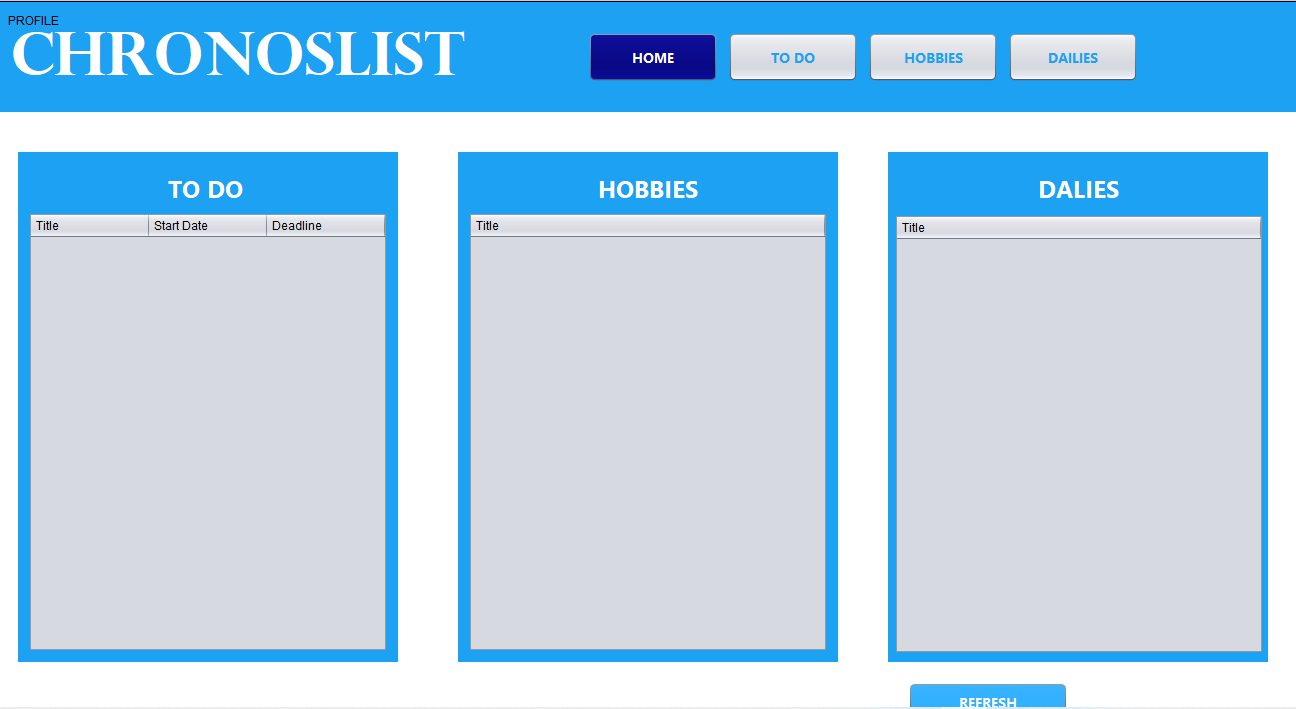 PROFILE
CHRONOSLIST
HOME
TO DO
HOBBIES
DAILIES
TO DO
Title
Start Date
Deadline
HOBBIES
Title
DALIES
Title
REFRESH